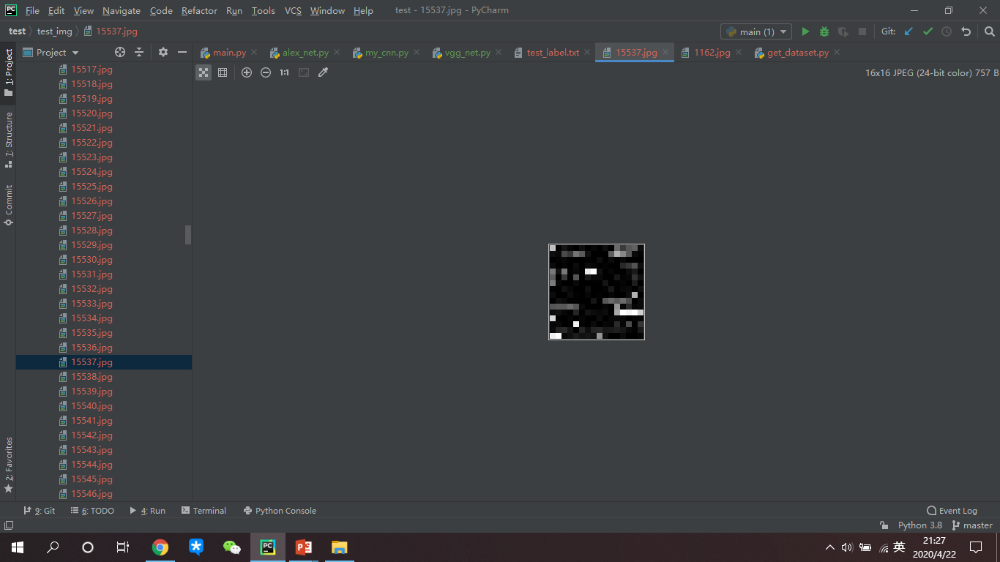 PC File Edit View Navigate Code Refactor Run Tools VCS Window Help test - 15537.jpg - PyCharm
test test_img 15537.jpg main (1) Git:
Project main.py alex_net.py my_cnn.py vgg_net.py test_label.txt 15537.jpg 1162.jpg get_dataset.py
1: Project
7: Structure
Commit
2: Favorites
1:1 16x16 JPEG (24-bit color) 757 B
15517.jpg
15518.jpg
15519.jpg
15520.jpg
15521.jpg
15522.jpg
15523.jpg
15524.jpg
15525.jpg
15526.jpg
15527.jpg
15528.jpg
15529.jpg
15530.jpg
15531.jpg
15532.jpg
15533.jpg
15534.jpg
15535.jpg
15536.jpg
15537.jpg
15538.jpg
15539.jpg
15540.jpg
15541.jpg
15542.jpg
15543.jpg
15544.jpg
15545.jpg
15546.jpg
9: Git 6: TODO 4: Run Terminal Python Console Event Log
Python 3.8 master
PC P 英 21:27
2020/4/22